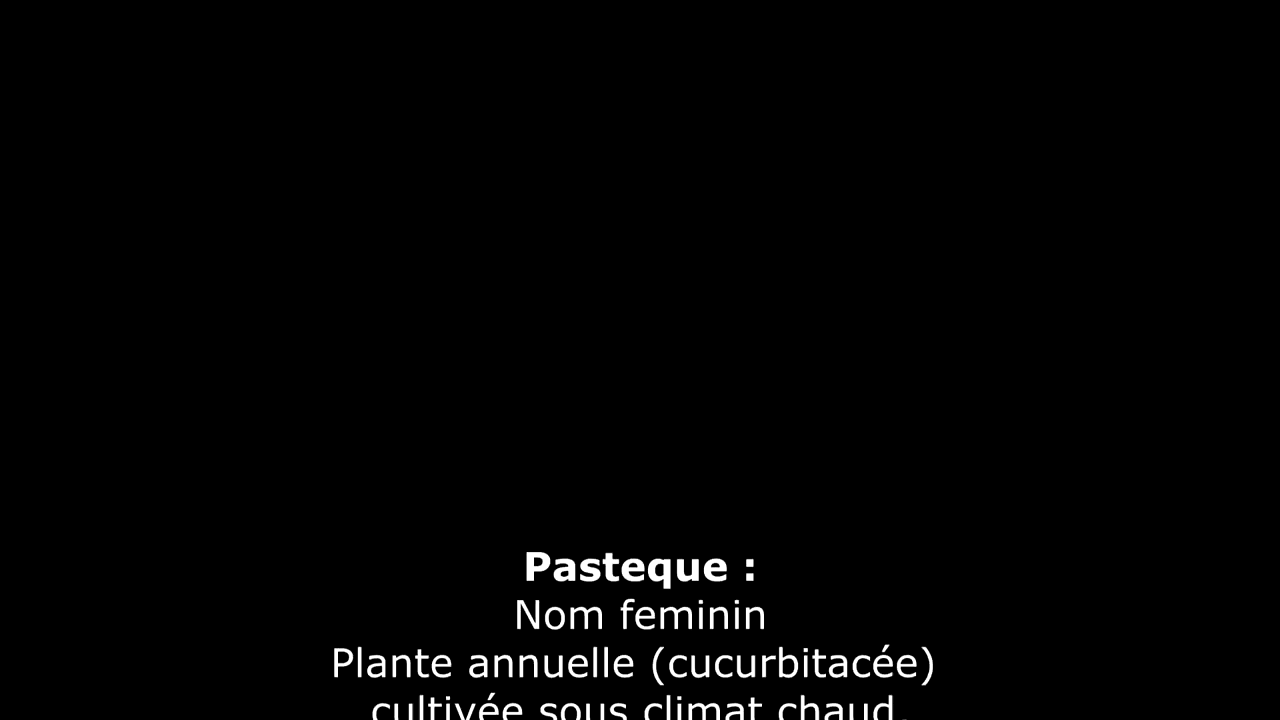 Pasteque :
Nom feminin
Plante annuelle (cucurbitacée)
cultivée sous climat chaud,